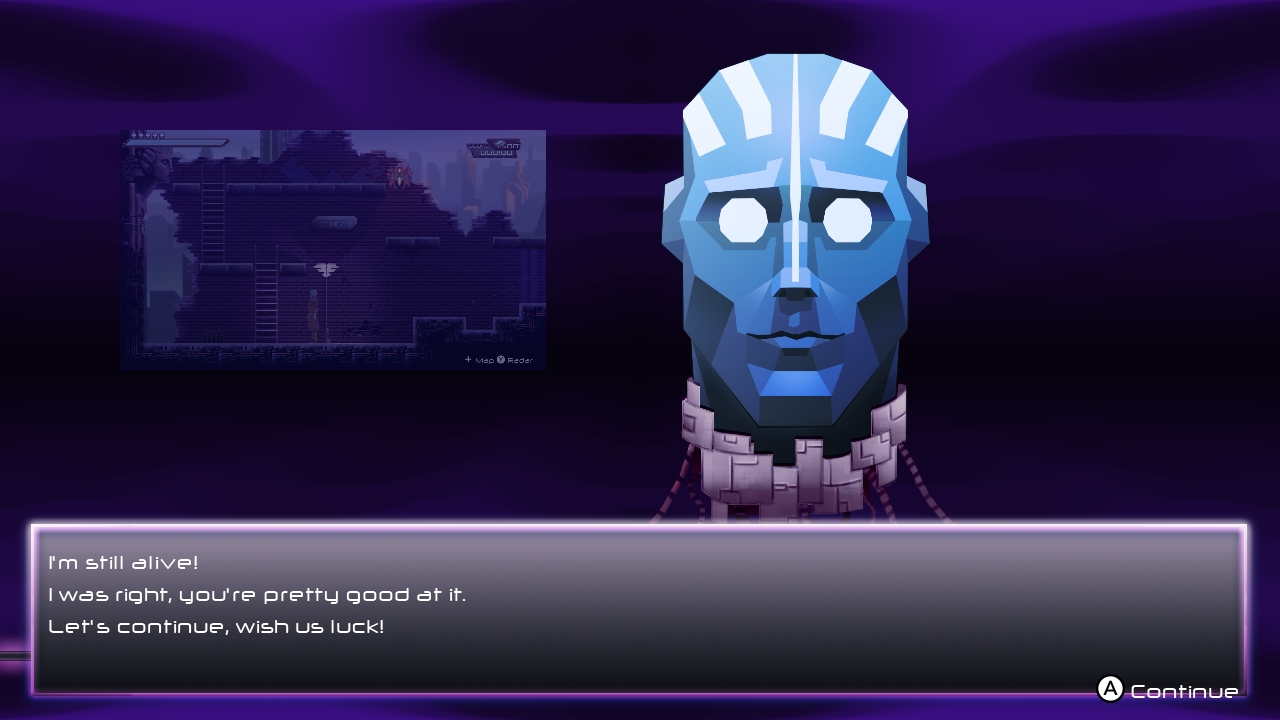 Map Y Radar
I'm still alive!
I was right, you're pretty good at it.
Let's continue, wish us luck!
A Continue